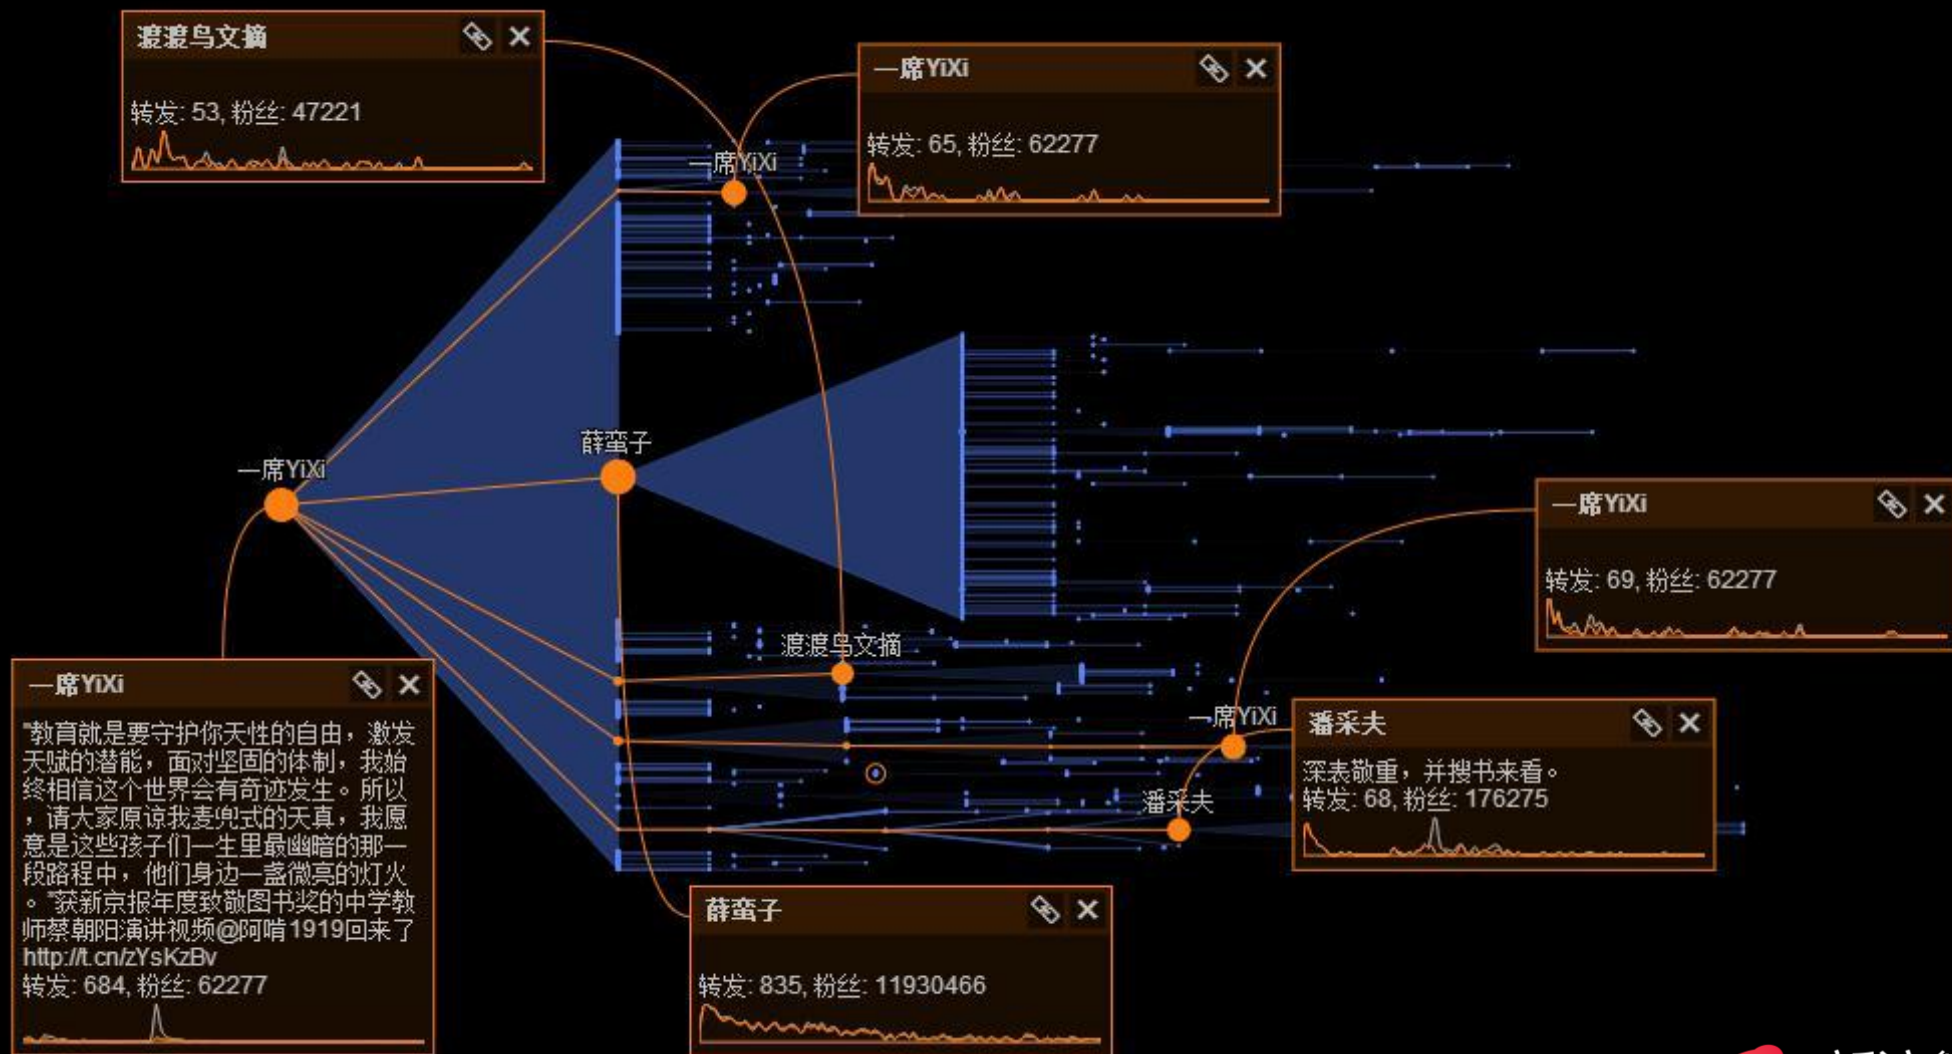 渡渡鸟文摘
转发: 53, 粉丝: 47221
一席YiXi
转发: 65, 粉丝: 62277
一席YiXi
薛蛮子
一席YiXi
一席YiXi
转发: 69, 粉丝: 62277
渡渡鸟文摘
一席YiXi
潘采夫
深表敬重，并搜书来看。
转发: 68, 粉丝: 176275
潘采夫
一席YiXi
"教育就是要守护你天性的自由，激发
天赋的潜能，面对坚固的体制，我始
终相信这个世界会有奇迹发生。所以
，请大家原谅我麦兜式的天真，我愿
意是这些孩子们一生里最幽暗的那一
段路程中，他们身边一盏微亮的灯火
。"获新京报年度致敬图书奖的中学教
师蔡朝阳演讲视频@阿啃1919回来了
http://t.cn/zYsKzBv
转发: 684, 粉丝: 62277
薛蛮子
转发: 835, 粉丝: 11930466